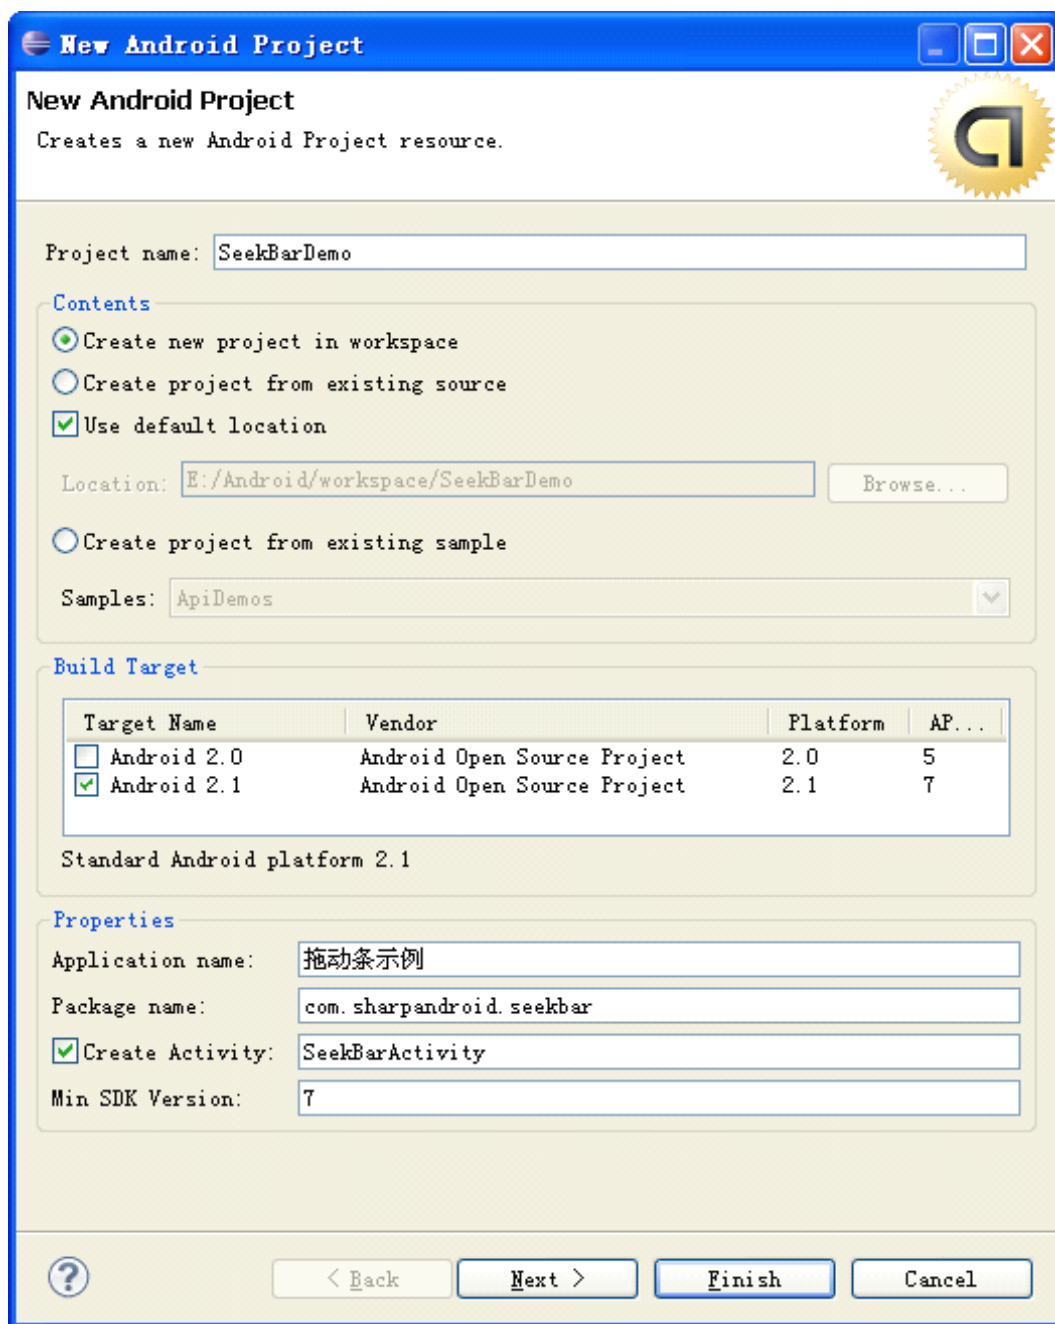 New Android Project
New Android Project
Creates a new Android Project resource.
Project name: SeekBarDemo
Contents
Create new project in workspace
Create project from existing source
Use default location
Location: E:/Android/workspace/SeekBarDemo Browse...
Create project from existing sample
Samples: ApiDemos
Build Target
Target Name Vendor Platform AP...
Android 2.0 Android Open Source Project 2.0 5
Android 2.1 Android Open Source Project 2.1 7
Standard Android platform 2.1
Properties
Application name: 拖动条示例
Package name: com.sharpandroid.seekbar
Create Activity: SeekBarActivity
Min SDK Version: 7
? < Back Next > Finish Cancel